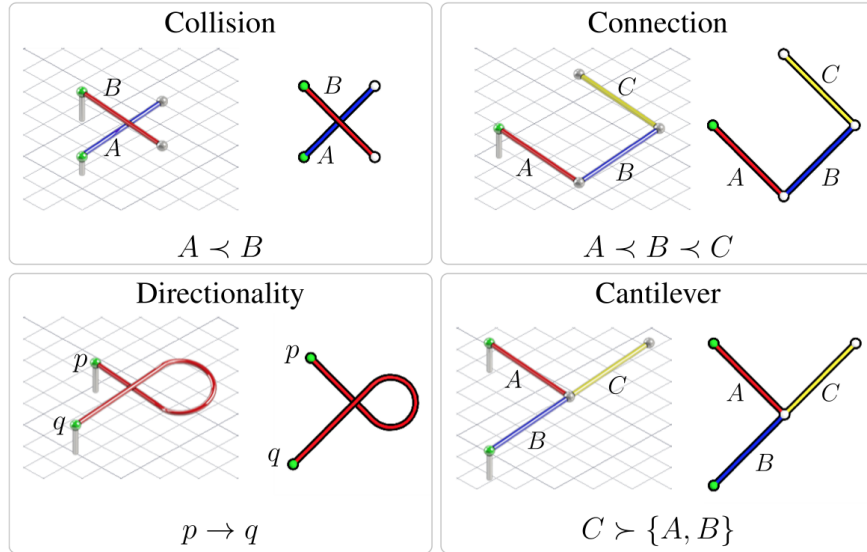 Collision
B
A
B
A
A ≺ B
Connection
C
A
B
C
A
B
A ≺ B ≺ C
Directionality
p
q
p
q
p → q
Cantilever
A
C
B
A
C
B
C ≻ {A, B}